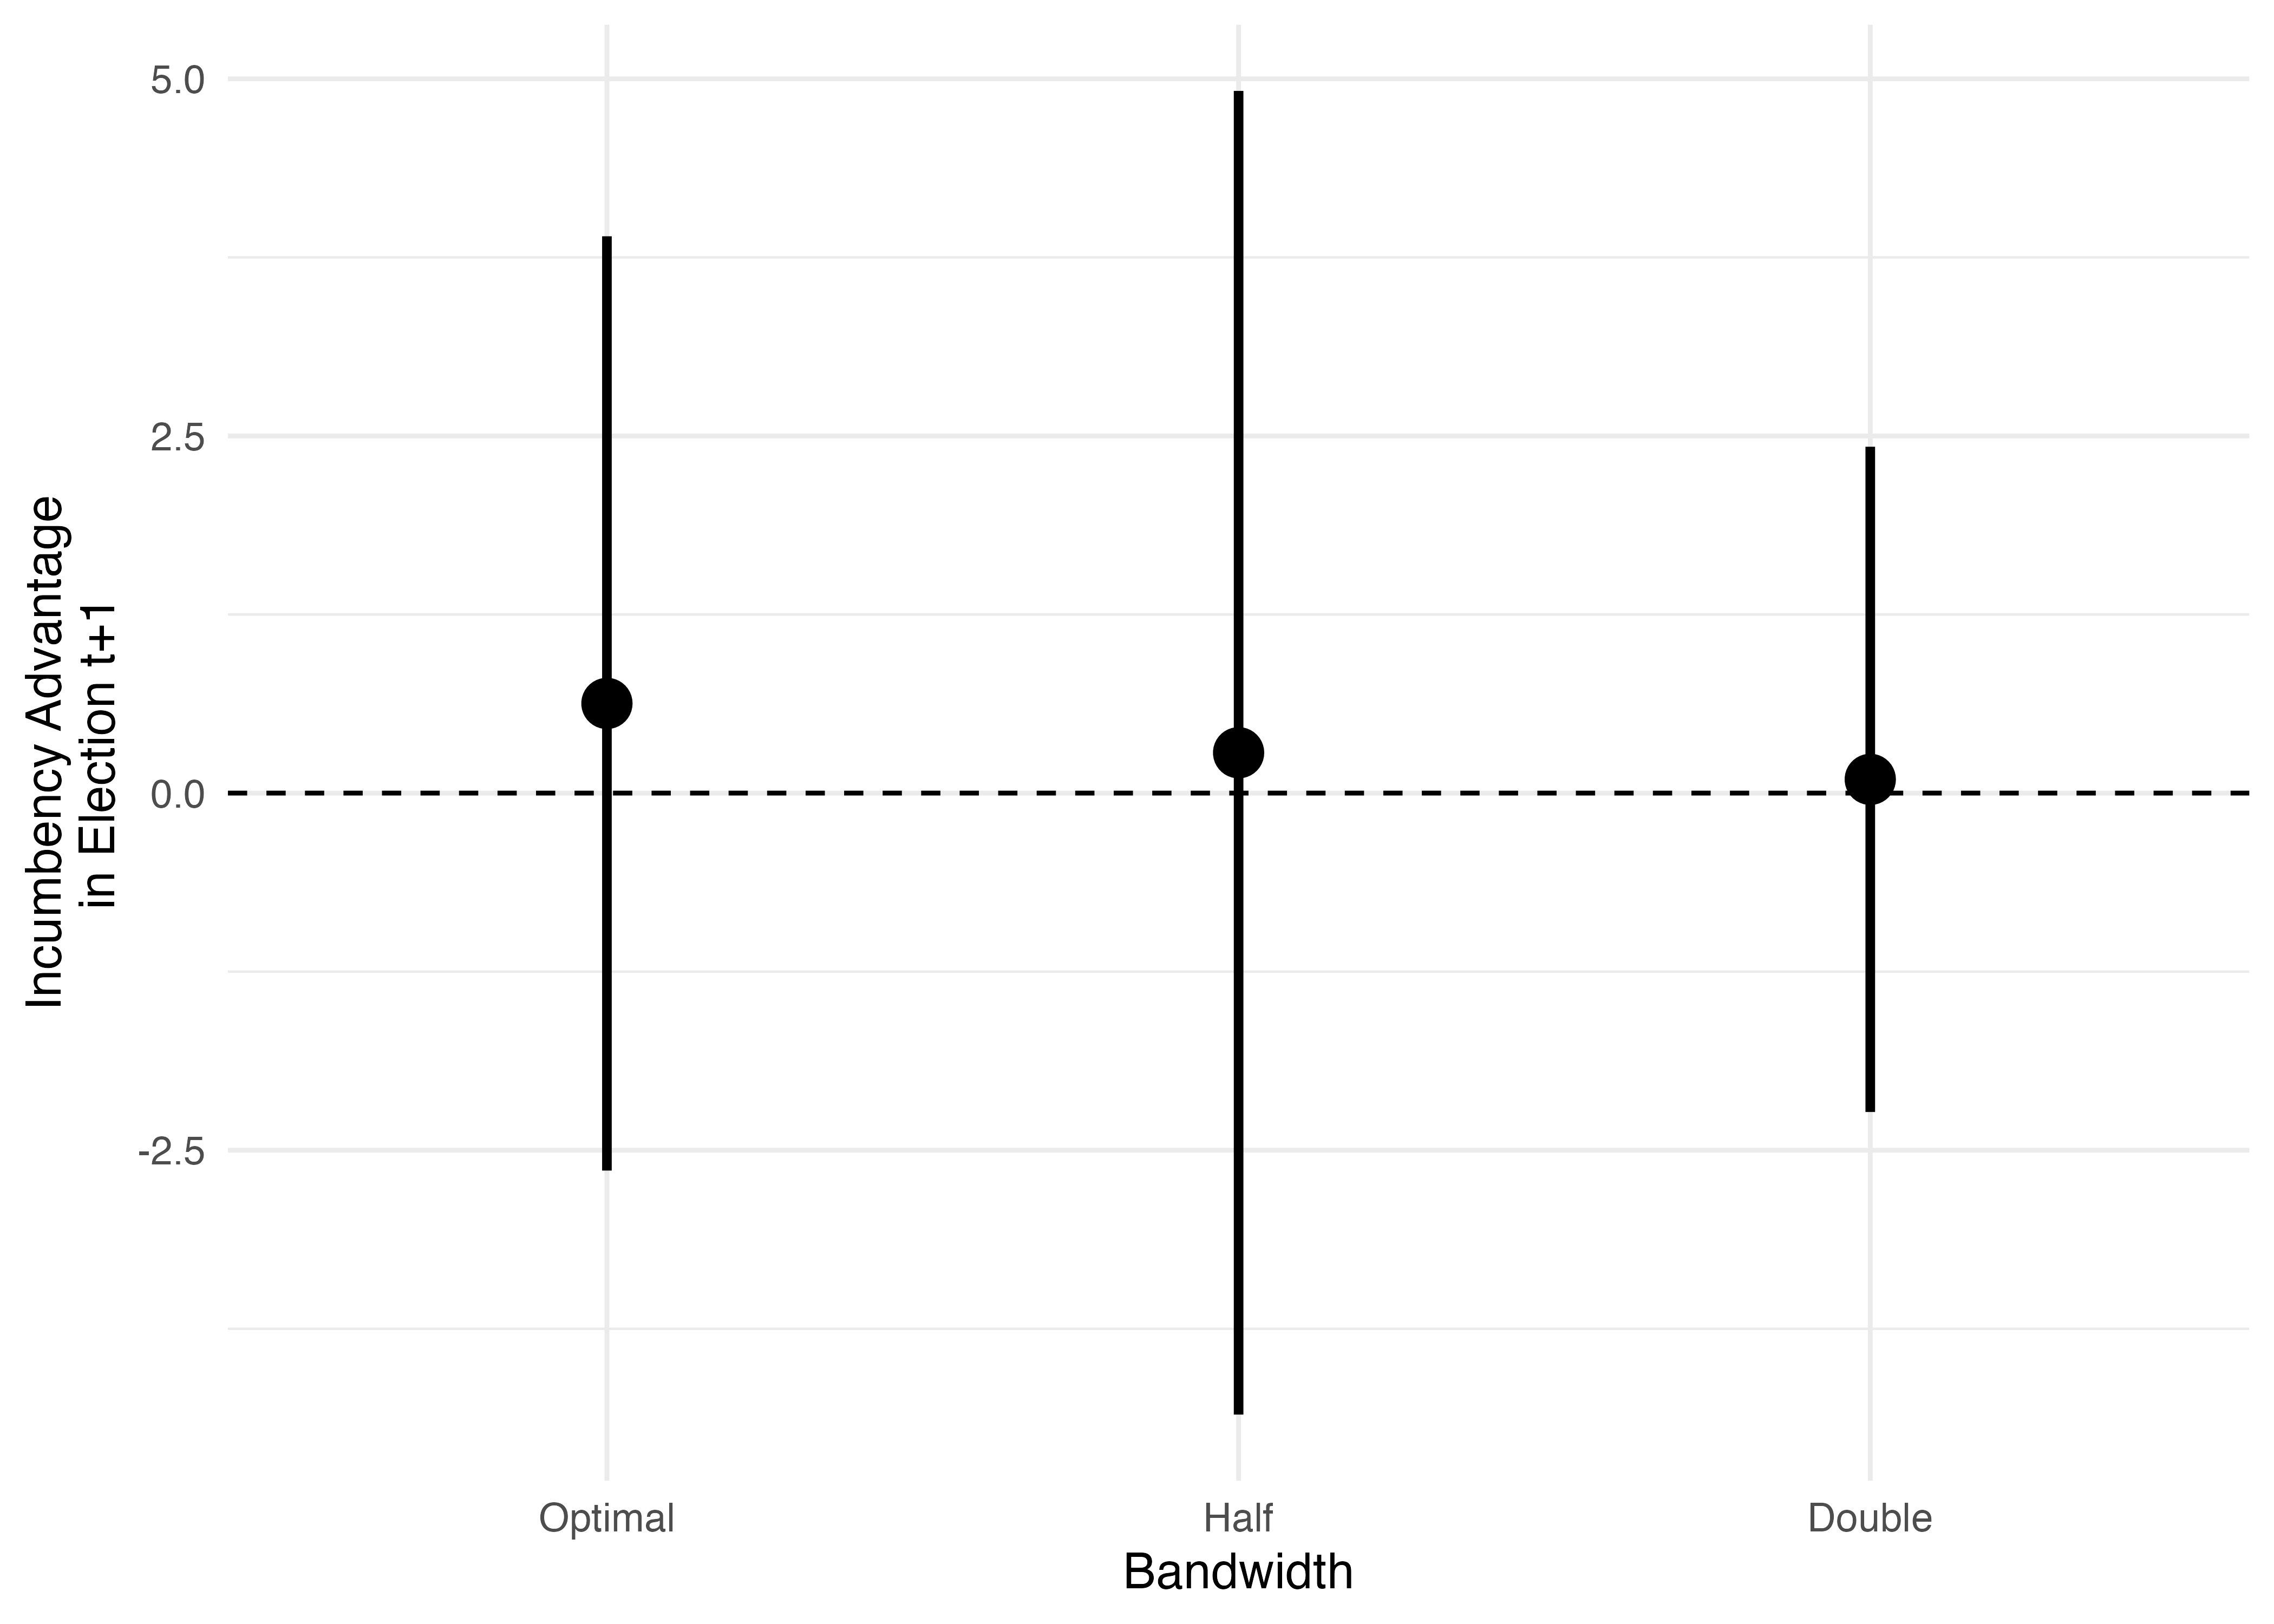 5.0
2.5
0.0
-2.5
Incumbency Advantage
in Election t+1
Optimal
Half
Double
Bandwidth